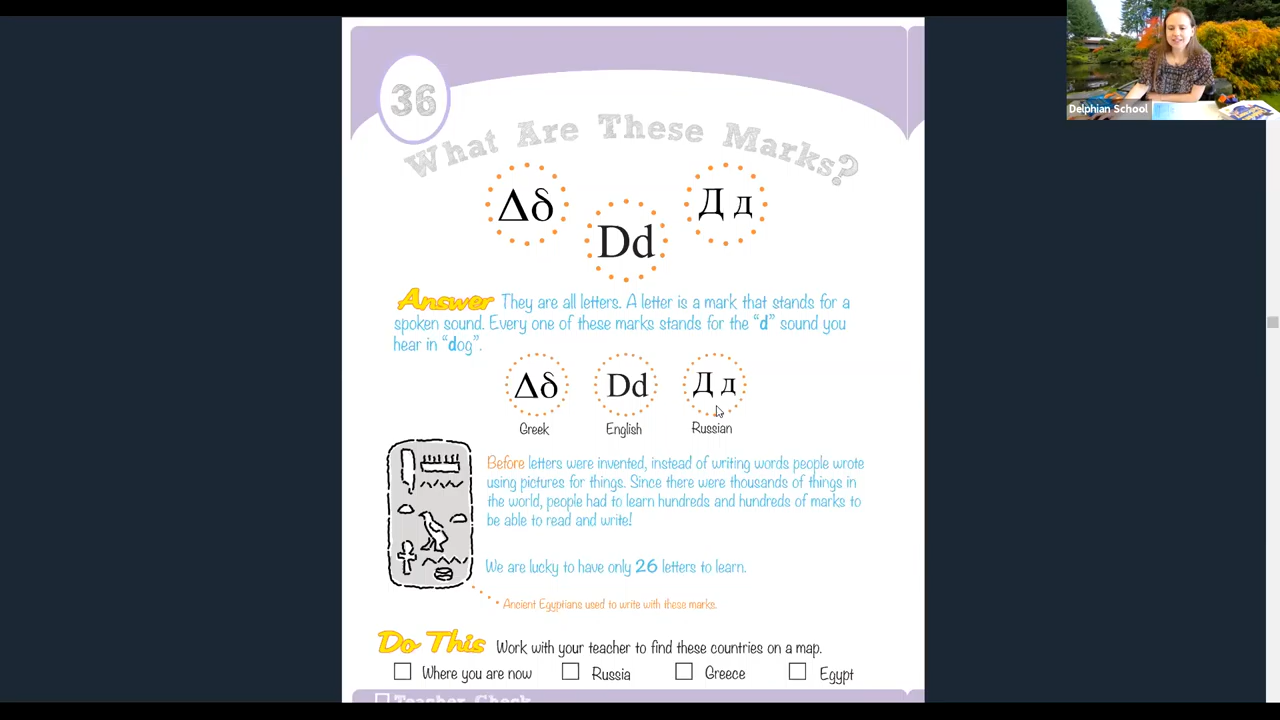 Delphian School
36
What Are These Marks?
Δδ
Дд
Dd
Answer They are all letters. A letter is a mark that stands for a
spoken sound. Every one of these marks stands for the "d" sound you
hear in "dog".
Δδ Dd Дд
Greek English Russian
Before letters were invented, instead of writing words people wrote
using pictures for things. Since there were thousands of things in
the world, people had to learn hundreds and hundreds of marks to
be able to read and write!
We are lucky to have only 26 letters to learn.
Ancient Egyptians used to write with these marks.
Do This Work with your teacher to find these countries on a map.
Where you are now Russia Greece Egypt
Teacher Check